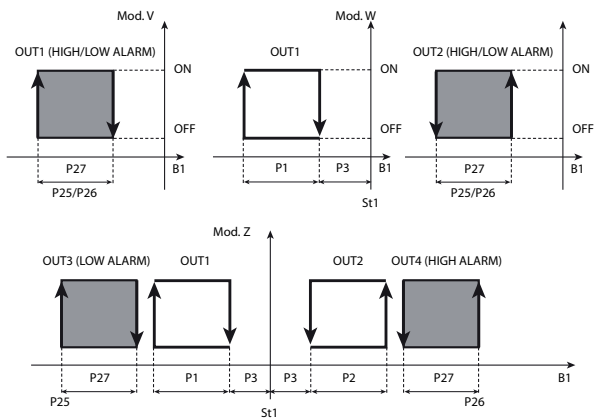 Mod. V
Mod. W
OUT1 (HIGH/LOW ALARM)
OUT1
OUT2 (HIGH/LOW ALARM)
ON
ON
ON
OFF
OFF
OFF
P27
B1
P1
P3
B1
P27
B1
P25/P26
St1
P25/P26
Mod. Z
OUT3 (LOW ALARM)
OUT1
OUT2
OUT4 (HIGH ALARM)
P27
P1
P3
P3
P2
P27
B1
P25
St1
P26